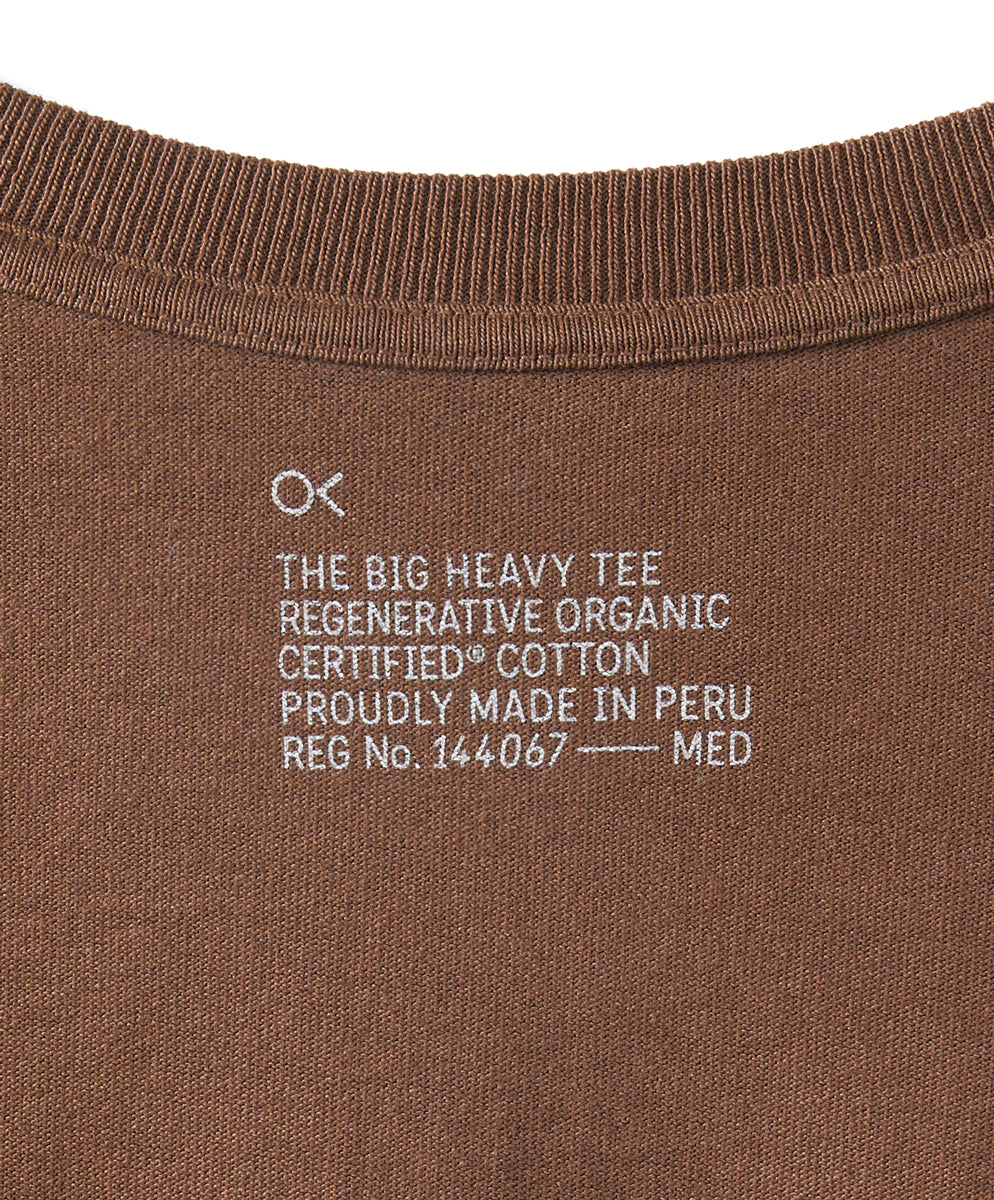 OK
THE BIG HEAVY TEE
REGENERATIVE ORGANIC
CERTIFIED® COTTON
PROUDLY MADE IN PERU
REG No. 144067 —— MED